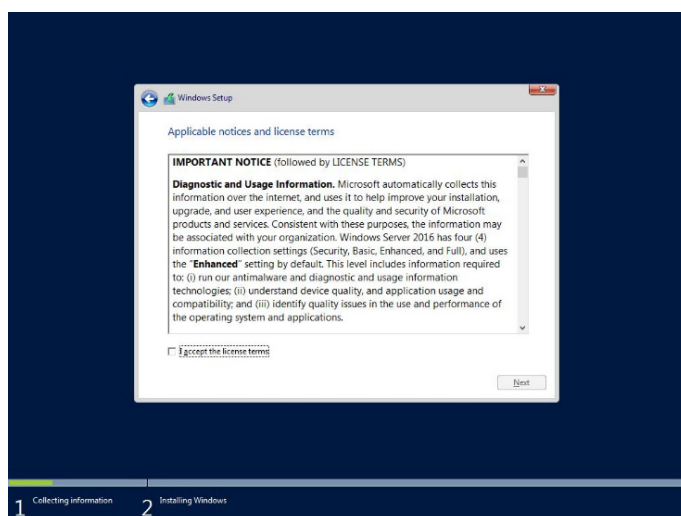 Windows Setup
Applicable notices and license terms
IMPORTANT NOTICE (followed by LICENSE TERMS)
Diagnostic and Usage Information. Microsoft automatically collects this
information over the internet, and uses it to help improve your installation,
upgrade, and user experience, and the quality and security of Microsoft
products and services. Consistent with these purposes, the information may
be associated with your organization. Windows Server 2016 has four (4)
information collection settings (Security, Basic, Enhanced, and Full), and uses
the "Enhanced" setting by default. This level includes information required
to: (i) run our antimalware and diagnostic and usage information
technologies; (ii) understand device quality, and application usage and
compatibility; and (iii) identify quality issues in the use and performance of
the operating system and applications.
I accept the license terms
Next
1 Collecting information
2 Installing Windows